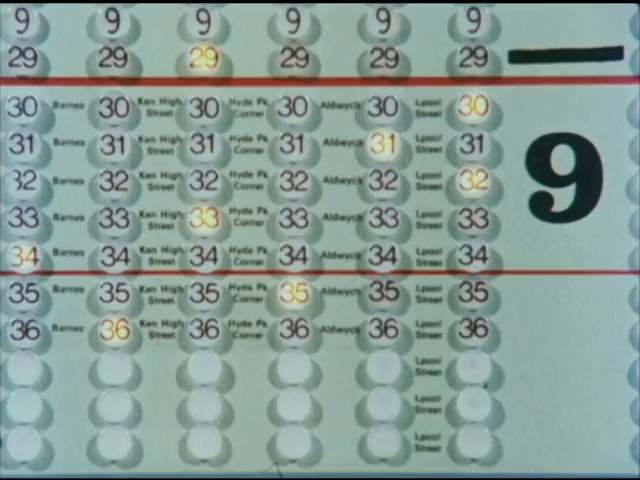 9 9 9 9 9 9
29 29 29 29 29 29
30 Barnes 30 Ken High Street 30 Hyde Pk Corner 30 Aldwych 30 Lpool Street 30
31 Barnes 31 Ken High Street 31 Hyde Pk Corner 31 Aldwych 31 Lpool Street 31
32 Barnes 32 Ken High Street 32 Hyde Pk Corner 32 Aldwych 32 Lpool Street 32
33 Barnes 33 Ken High Street 33 Hyde Pk Corner 33 Aldwych 33 Lpool Street 33
34 Barnes 34 Ken High Street 34 Hyde Pk Corner 34 Aldwych 34 Lpool Street 34
35 Barnes 35 Ken High Street 35 Hyde Pk Corner 35 Aldwych 35 Lpool Street 35
36 Barnes 36 Ken High Street 36 Hyde Pk Corner 36 Aldwych 36 Lpool Street 36
Lpool Street
Lpool Street
Lpool Street
9